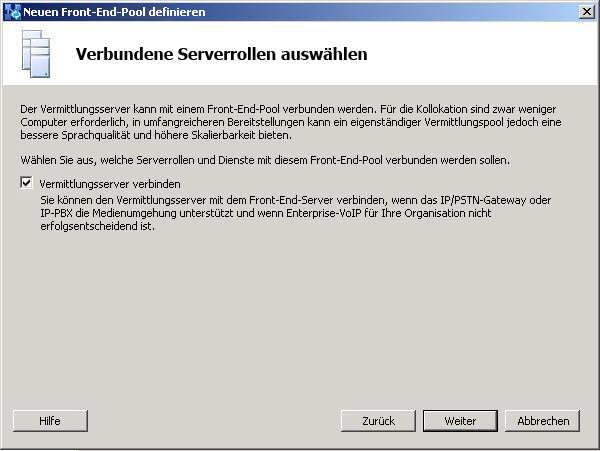 Neuen Front-End-Pool definieren
Verbundene Serverrollen auswählen
Der Vermittlungsserver kann mit einem Front-End-Pool verbunden werden. Für die Kollokation sind zwar weniger
Computer erforderlich, in umfangreicheren Bereitstellungen kann ein eigenständiger Vermittlungspool jedoch eine
bessere Sprachqualität und höhere Skalierbarkeit bieten.
Wählen Sie aus, welche Serverrollen und Dienste mit diesem Front-End-Pool verbunden werden sollen.
Vermittlungsserver verbinden
Sie können den Vermittlungsserver mit dem Front-End-Server verbinden, wenn das IP/PSTN-Gateway oder
IP-PBX die Medienumgehung unterstützt und wenn Enterprise-VoIP für Ihre Organisation nicht
erfolgsentscheidend ist.
Hilfe
Zurück
Weiter
Abbrechen